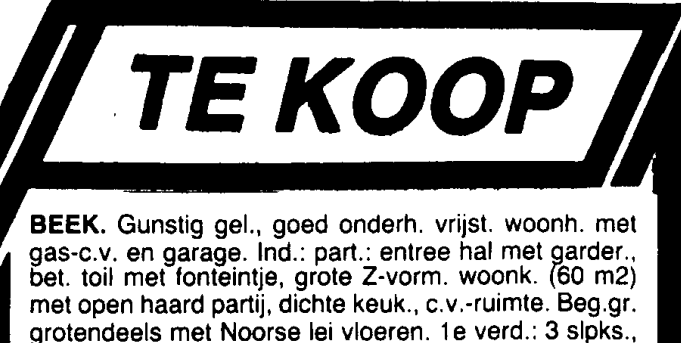 TE KOOP
BEEK. Gunstig gel., goed onderh. vrijst. woonh. met
gas-c.v. en garage. Ind.: part.: entree hal met garder.,
bet. toil met fonteintje, grote Z-vorm. woonk. (60 m2)
met open haard partij, dichte keuk., c.v.-ruimte. Beg.gr.
grotendeels met Noorse lei vloeren. 1e verd.: 3 slpks.,